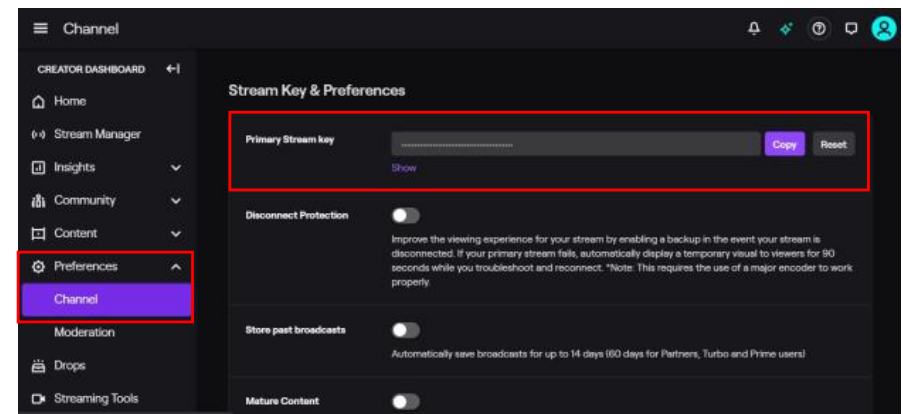 Channel
CREATOR DASHBOARD
Home
Stream Manager
Insights
Community
Content
Preferences
Channel
Moderation
Drops
Streaming Tools
Stream Key & Preferences
Primary Stream key
Copy
Reset
Show
Disconnect Protection
Improve the viewing experience for your stream by enabling a backup in the event your stream is
disconnected. If your primary stream fails, automatically display a temporary visual to viewers for 90
seconds while you troubleshoot and reconnect. *Note: This requires the use of a major encoder to work
properly.
Store past broadcasts
Automatically save broadcasts for up to 14 days (60 days for Partners, Turbo and Prime users)
Mature Content